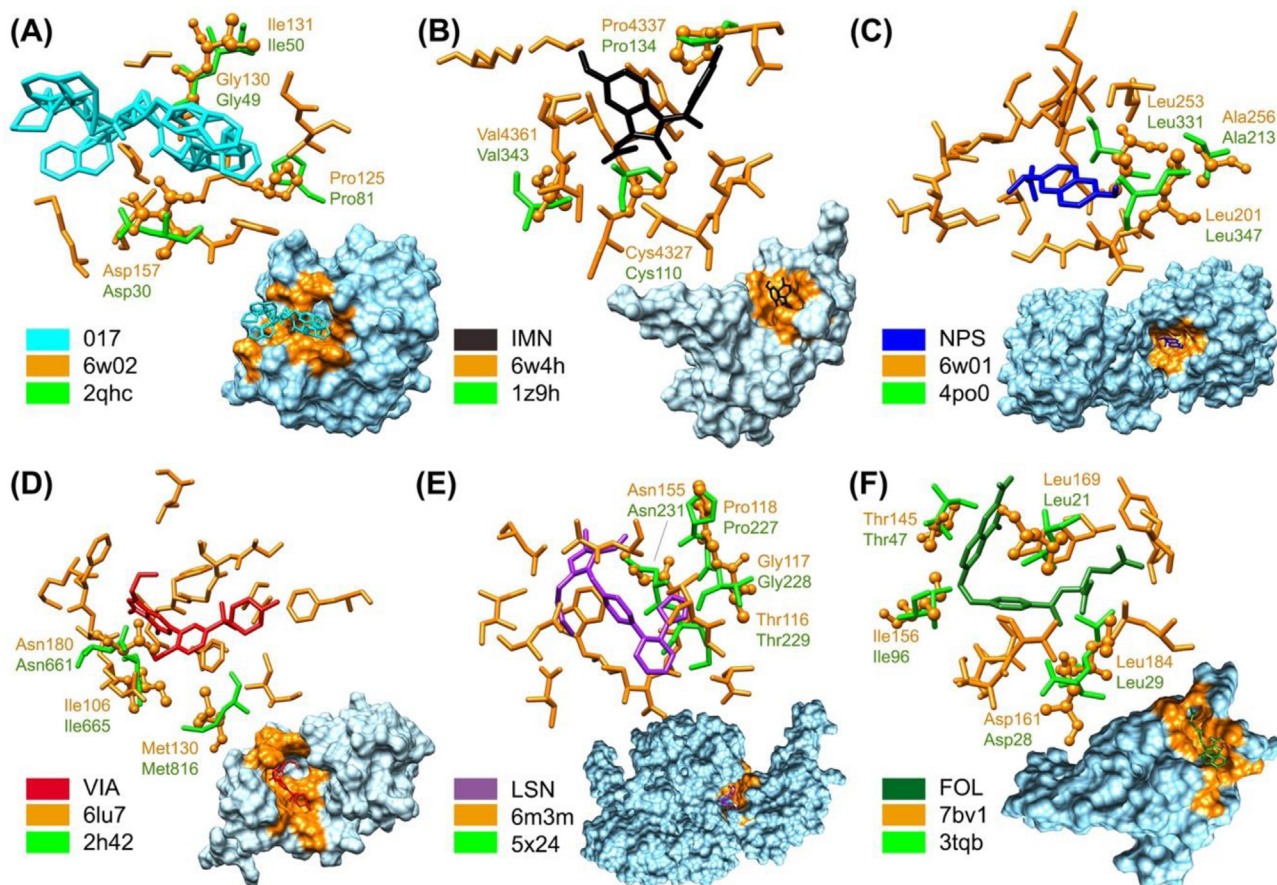 (A)
Ile131
Ile50
Gly130
Gly49
Pro125
Pro81
Asp157
Asp30
017
6w02
2qhc
(B)
Pro4337
Pro134
Val4361
Val343
Cys4327
Cys110
IMN
6w4h
1z9h
(C)
Leu253
Leu331
Ala256
Ala213
Leu201
Leu347
NPS
6w01
4po0
(D)
Asn180
Asn661
Ile106
Ile665
Met130
Met816
VIA
6lu7
2h42
(E)
Asn155
Asn231
Pro118
Pro227
Gly117
Gly228
Thr116
Thr229
LSN
6m3m
5x24
(F)
Leu169
Leu21
Thr145
Thr47
Ile156
Ile96
Leu184
Leu29
Asp161
Asp28
FOL
7bv1
3tqb